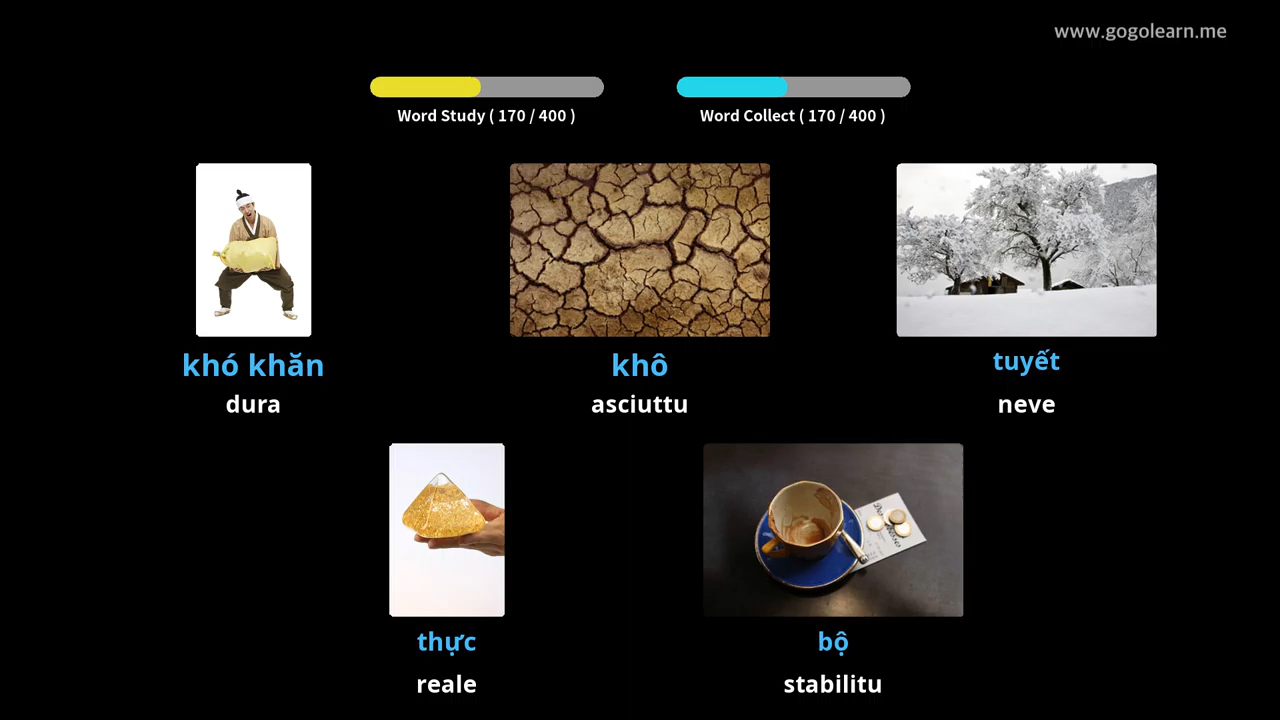 www.gogolearn.me
Word Study ( 170 / 400 )
Word Collect ( 170 / 400 )
khó khăn
dura
khô
asciuttu
tuyết
neve
thực
reale
bộ
stabilitu